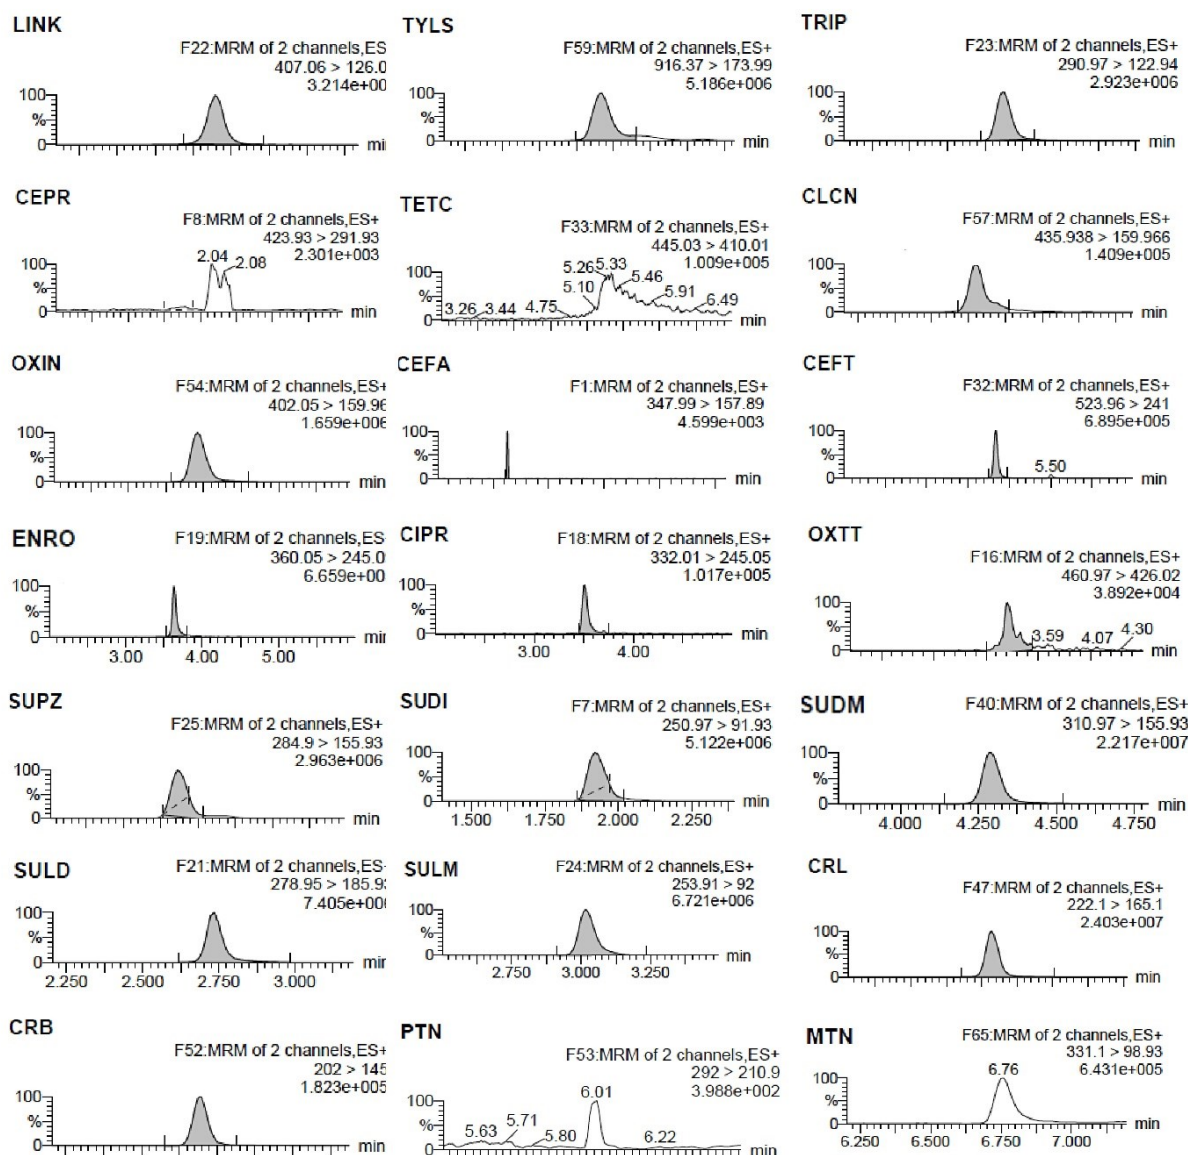 LINK
F22:MRM of 2 channels,ES
407.06 > 126.0
3.214e+00
100
%
0
min
TYLS
F59:MRM of 2 channels,ES+
916.37 > 173.99
5.186e+006
100
%
0
min
TRIP
F23:MRM of 2 channels,ES+
290.97 > 122.94
2.923e+006
100
%
0
min
CEPR
F8:MRM of 2 channels,ES+
423.93 > 291.93
2.301e+003
2.04
2.08
100
%
0
min
TETC
F33:MRM of 2 channels,ES+
445.03 > 410.01
1.009e+005
5.26 5.33
5.46
5.10
5.91
6.49
3.26 3.44 4.75
100
%
0
min
CLCN
F57:MRM of 2 channels,ES+
435.938 > 159.966
1.409e+005
100
%
0
min
OXIN
F54:MRM of 2 channels,ES+
402.05 > 159.96
1.659e+006
100
%
0
min
CEFA
F1:MRM of 2 channels,ES+
347.99 > 157.89
4.599e+003
100
%
0
min
CEFT
F32:MRM of 2 channels,ES+
523.96 > 241
6.895e+005
5.50
100
%
0
min
ENRO
F19:MRM of 2 channels,ES
360.05 > 245.0
6.659e+00
100
%
0
min
3.00 4.00 5.00
CIPR
F18:MRM of 2 channels,ES+
332.01 > 245.05
1.017e+005
100
%
0
min
3.00 4.00
OXTT
F16:MRM of 2 channels,ES+
460.97 > 426.02
3.892e+004
3.59 4.07 4.30
100
%
0
min
SUPZ
F25:MRM of 2 channels,ES+
284.9 > 155.93
2.963e+006
100
%
0
min
SUDI
F7:MRM of 2 channels,ES+
250.97 > 91.93
5.122e+006
100
%
0
min
1.500 1.750 2.000 2.250
SUDM
F40:MRM of 2 channels,ES+
310.97 > 155.93
2.217e+007
100
%
0
min
4.000 4.250 4.500 4.750
SULD
F21:MRM of 2 channels,ES
278.95 > 185.93
7.405e+006
100
%
0
min
2.250 2.500 2.750 3.000
SULM
F24:MRM of 2 channels,ES+
253.91 > 92
6.721e+006
100
%
0
min
2.750 3.000 3.250
CRL
F47:MRM of 2 channels,ES+
222.1 > 165.1
2.403e+007
100
%
0
min
CRB
F52:MRM of 2 channels,ES+
202 > 145
1.823e+005
100
%
0
min
PTN
F53:MRM of 2 channels,ES+
292 > 210.9
3.988e+002
6.01
5.63
5.71
5.80
6.22
100
%
0
min
MTN
F65:MRM of 2 channels,ES+
331.1 > 98.93
6.431e+005
6.76
100
%
0
min
6.250 6.500 6.750 7.000